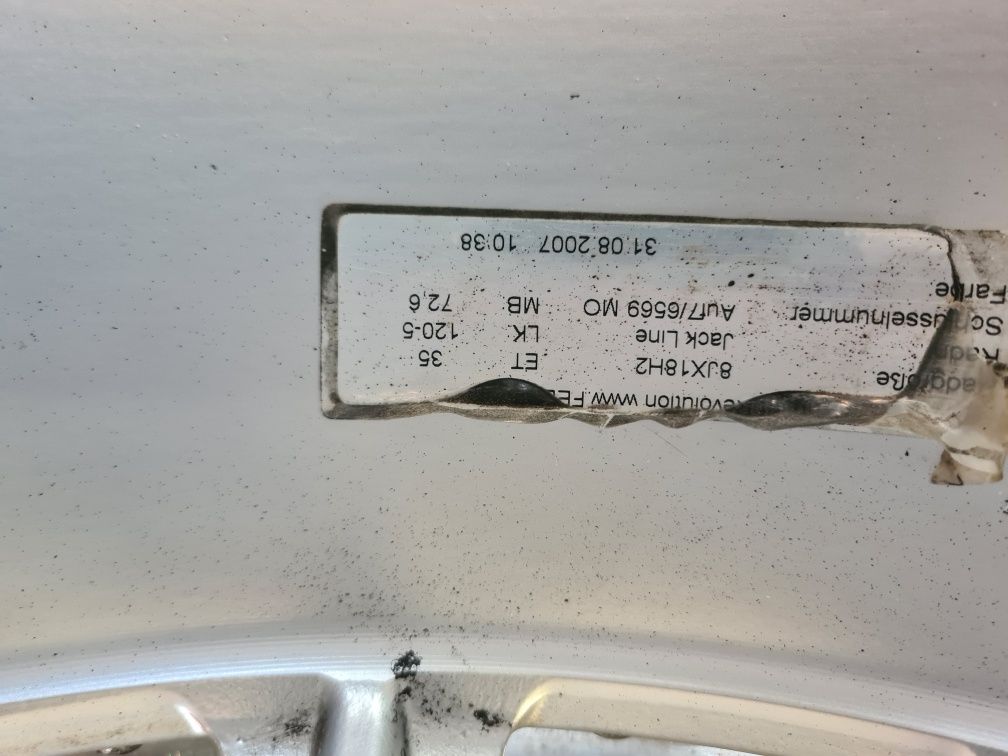 evolution www.FE
adgröße 8JX18H2 ET 35
Jack Line LK 120-5
Schlüsselnummer Auf7/6569 MO MB 72,6
Farbe
31.08.2007 10:38